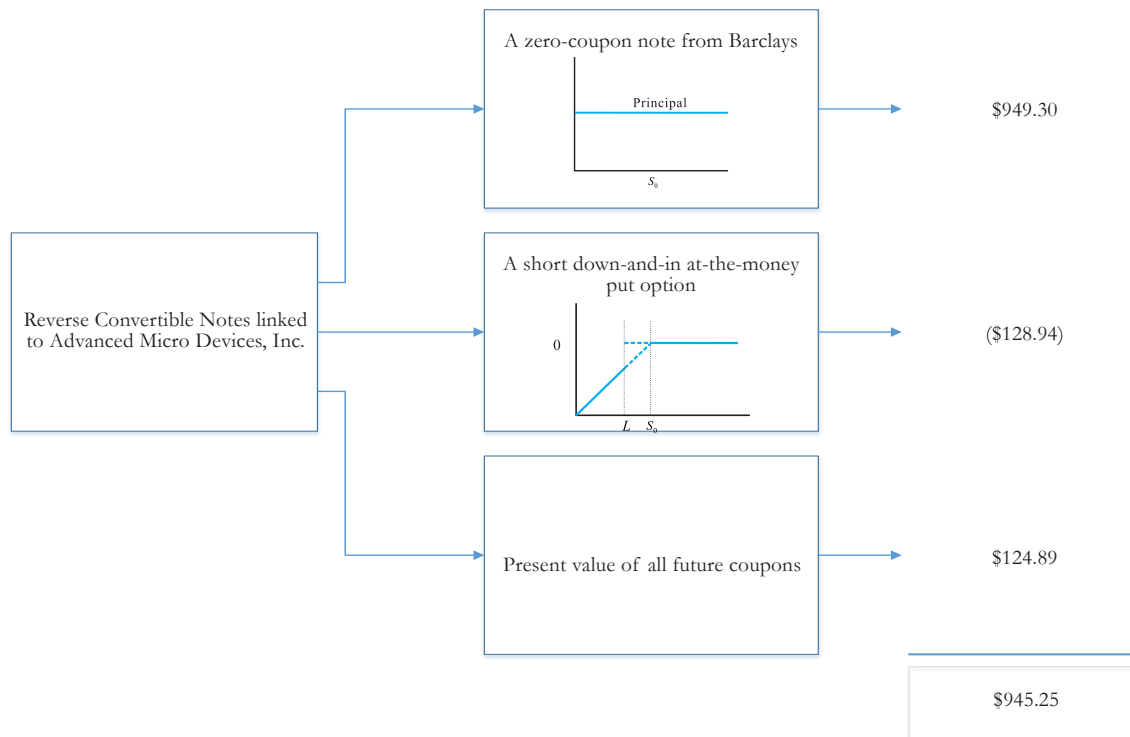 A zero-coupon note from Barclays
Principal
S₀
$949.30
Reverse Convertible Notes linked
to Advanced Micro Devices, Inc.
A short down-and-in at-the-money
put option
0
L S₀
($128.94)
Present value of all future coupons
$124.89
$945.25